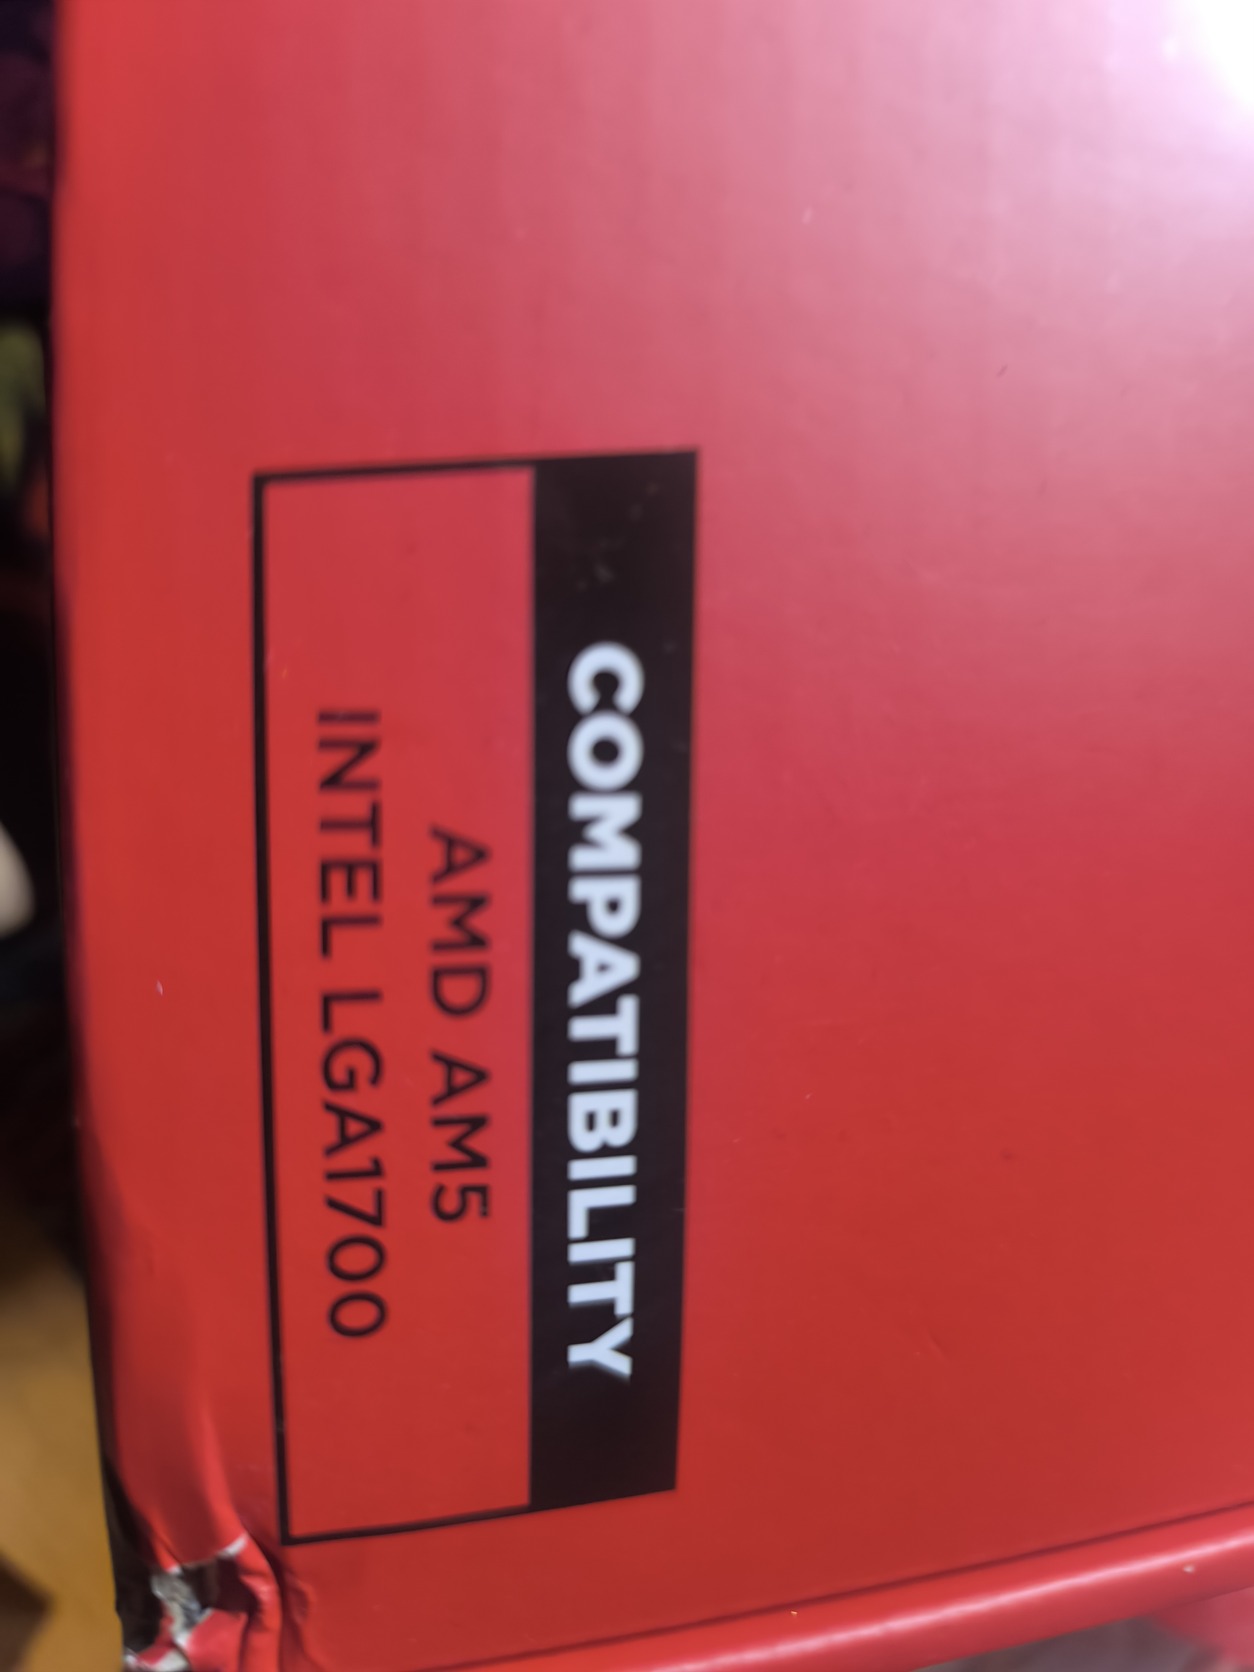 COMPATIBILITY
AMD AM5
INTEL LGA1700